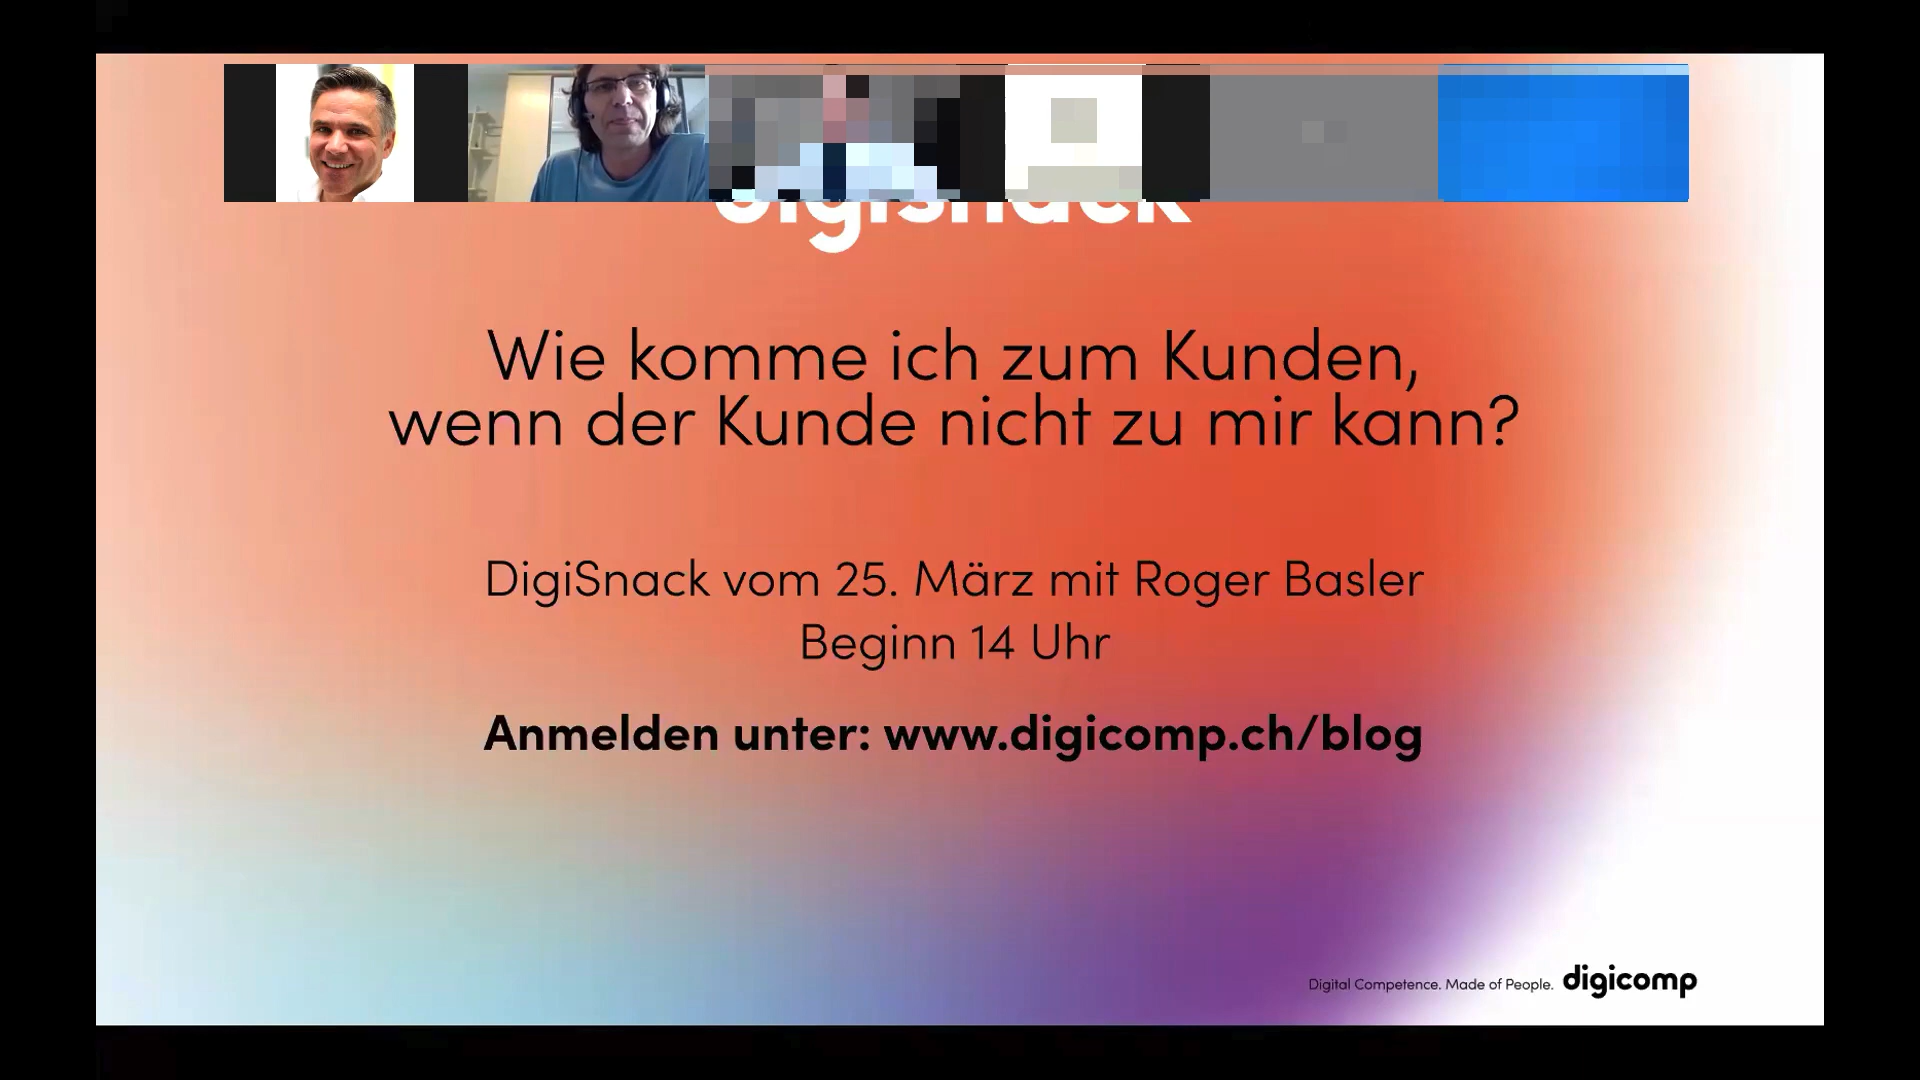 digisnack
Wie komme ich zum Kunden,
wenn der Kunde nicht zu mir kann?
DigiSnack vom 25. März mit Roger Basler
Beginn 14 Uhr
Anmelden unter: www.digicomp.ch/blog
Digital Competence. Made of People. digicomp